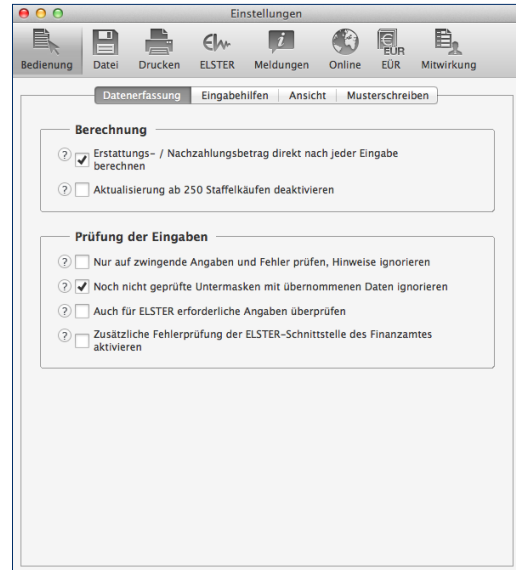 Einstellungen
EUR
Bedienung Datei Drucken ELSTER Meldungen Online EÜR Mitwirkung
Datenerfassung Eingabehilfen Ansicht Musterschreiben
Berechnung
? Erstattungs- / Nachzahlungsbetrag direkt nach jeder Eingabe
berechnen
? Aktualisierung ab 250 Staffelkäufen deaktivieren
Prüfung der Eingaben
? Nur auf zwingende Angaben und Fehler prüfen, Hinweise ignorieren
? Noch nicht geprüfte Untermasken mit übernommenen Daten ignorieren
? Auch für ELSTER erforderliche Angaben überprüfen
? Zusätzliche Fehlerprüfung der ELSTER-Schnittstelle des Finanzamtes
aktivieren